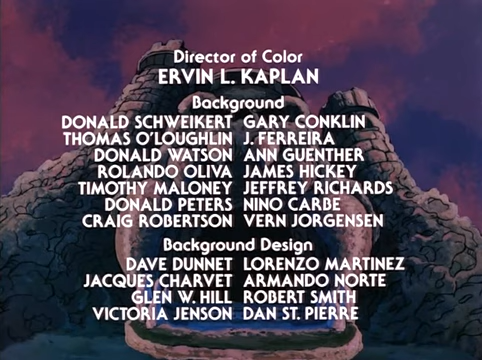 Director of Color
ERVIN L. KAPLAN
Background
DONALD SCHWEIKERT GARY CONKLIN
THOMAS O'LOUGHLIN J. FERREIRA
DONALD WATSON ANN GUENTHER
ROLANDO OLIVA JAMES HICKEY
TIMOTHY MALONEY JEFFREY RICHARDS
DONALD PETERS NINO CARBE
CRAIG ROBERTSON VERN JORGENSEN
Background Design
DAVE DUNNET LORENZO MARTINEZ
JACQUES CHARVET ARMANDO NORTE
GLEN W. HILL ROBERT SMITH
VICTORIA JENSON DAN ST. PIERRE